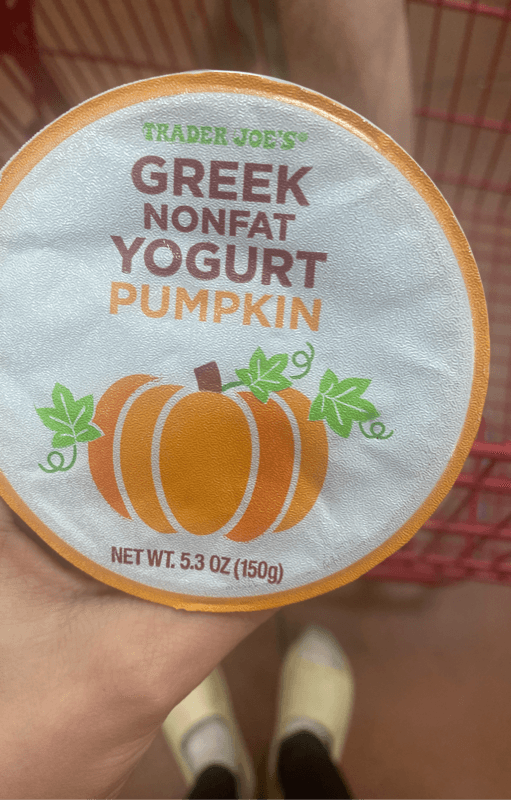 TRADER JOE'S®
GREEK
NONFAT
YOGURT
PUMPKIN
NET WT. 5.3 OZ (150g)